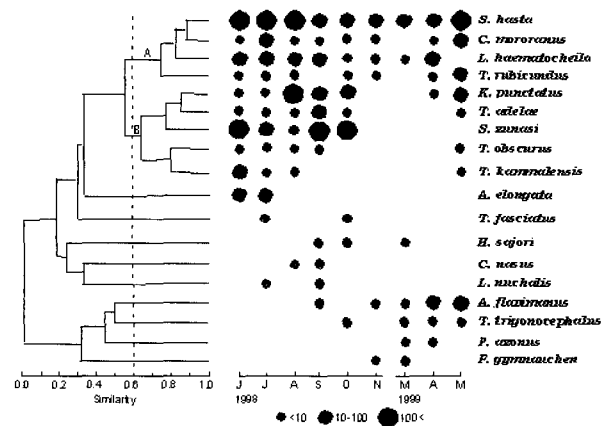 S. hasta
C. mororanus
A
L. haematocheila
T. rubicundus
K. punctatus
T. adelae
B
S. zunasi
T. obscurus
T. kammalensis
A. elongata
T. fasciatus
H. sajori
C. nasus
L. nuchalis
A. flavimanus
T. trigonocephalus
P. azonus
P. gymnauchen
0.0 0.2 0.4 0.6 0.8 1.0 J J A S O N M A M
Similarity 1998 1999
<10 10-100 100<